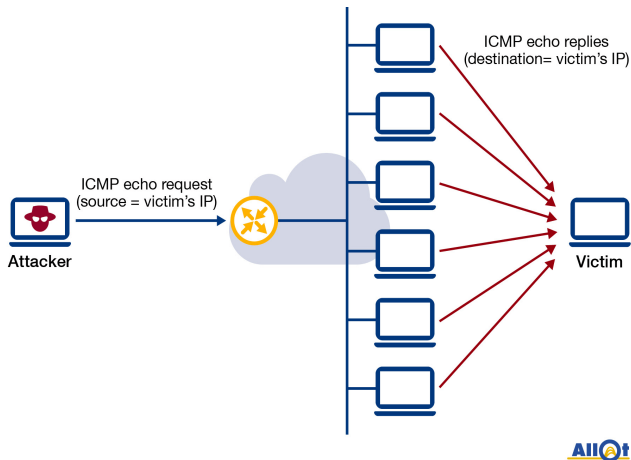 ICMP echo replies
(destination= victim's IP)
ICMP echo request
(source = victim's IP)
Attacker
Victim
Allot